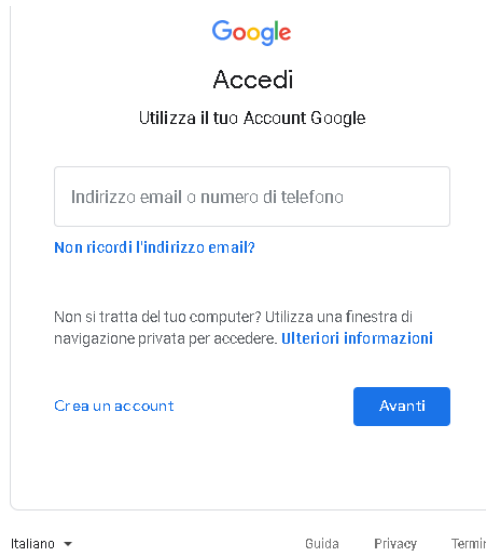 Google
Accedi
Utilizza il tuo Account Google
Indirizzo email o numero di telefono
Non ricordi l'indirizzo email?
Non si tratta del tuo computer? Utilizza una finestra di
navigazione privata per accedere. Ulteriori informazioni
Crea un account
Avanti
Italiano
Guida
Privacy
Termin